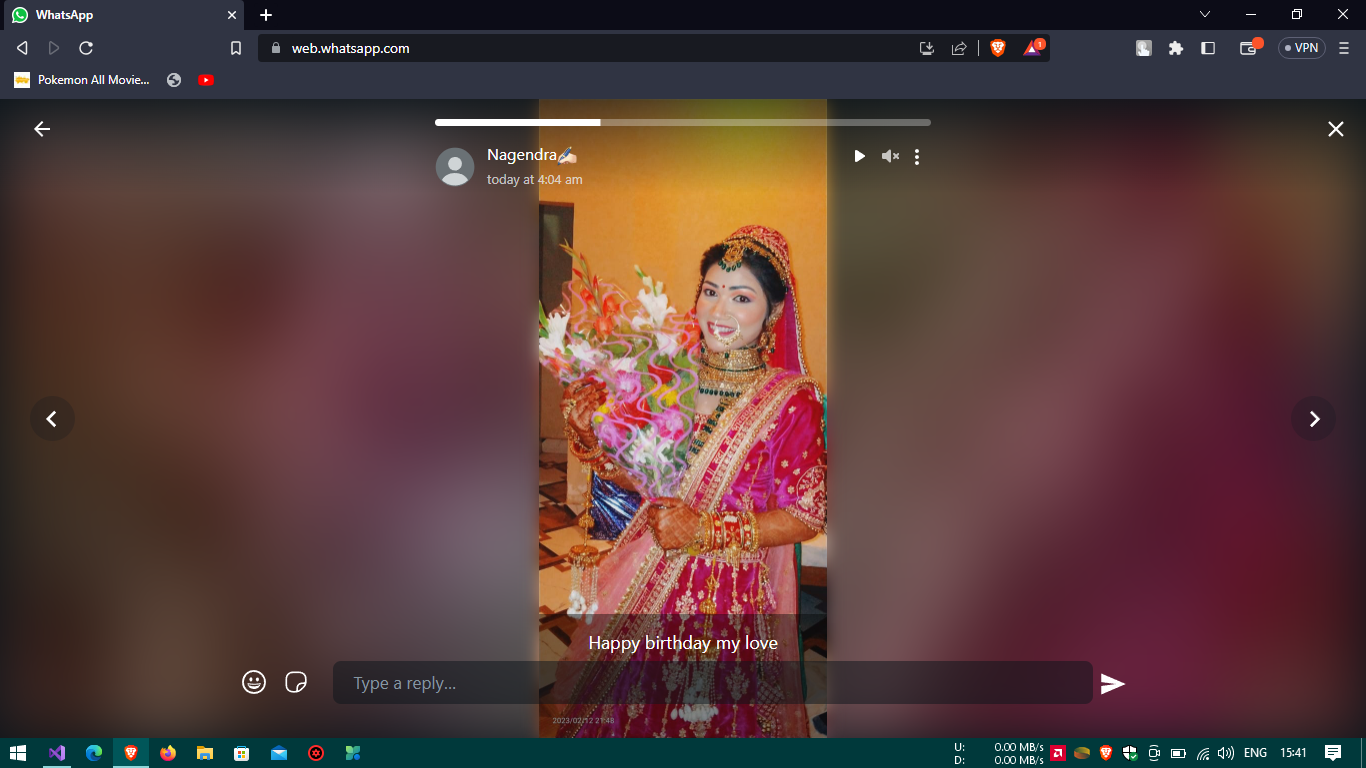 WhatsApp
web.whatsapp.com
1
VPN
Pokemon All Movie...
Nagendra✍🏻
today at 4:04 am
Happy birthday my love
Type a reply...
2023/02/12 21:48
U: 0.00 MB/s
D: 0.00 MB/s
ENG
15:41